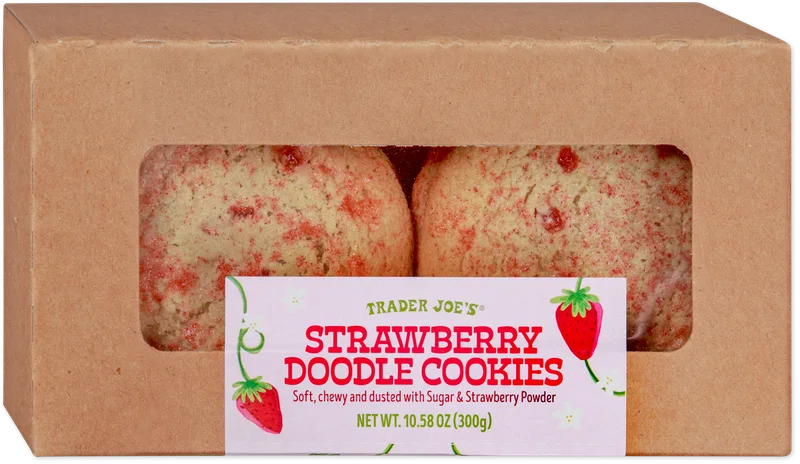 TRADER JOE'S®
STRAWBERRY
DOODLE COOKIES
Soft, chewy and dusted with Sugar & Strawberry Powder
NET WT. 10.58 OZ (300g)